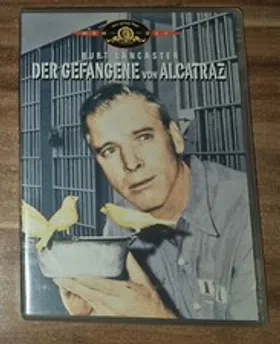 BURT LANCASTER
DER GEFANGENE VON ALCATRAZ